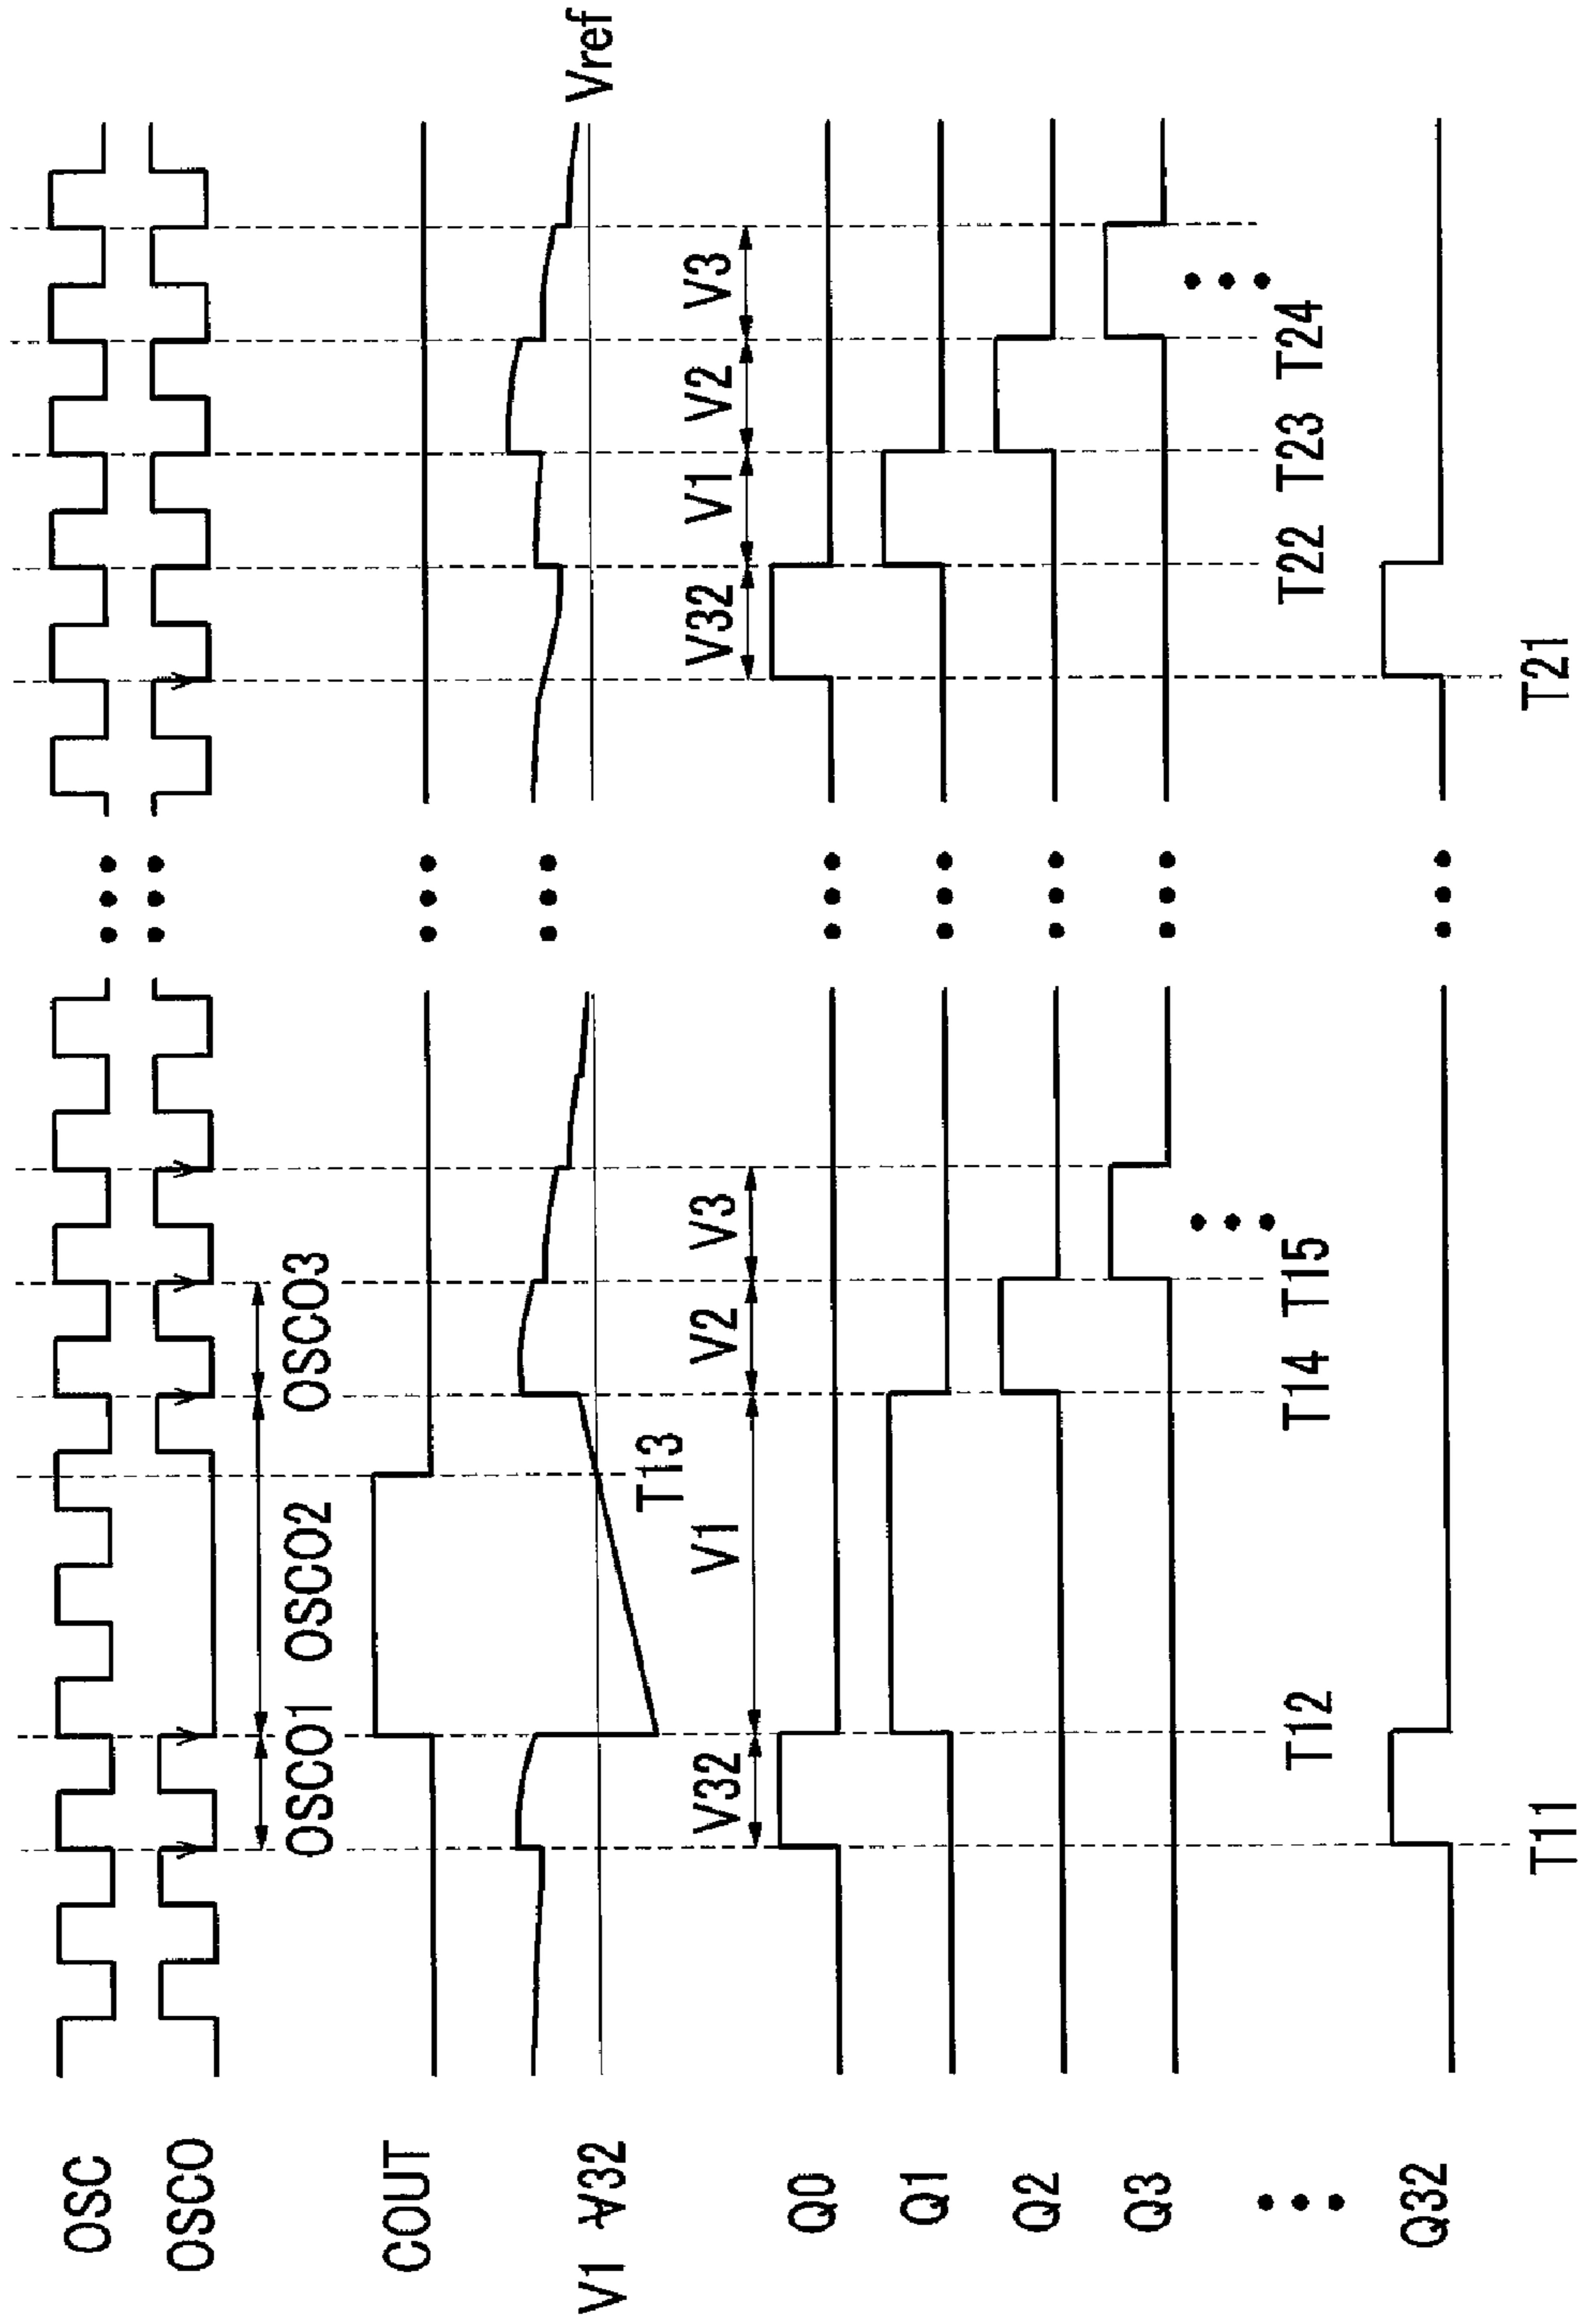 OSC
OSCO
OSCO1 OSCO2 OSCO3
COUT
V1~V32
Vref
T13
V32 V1 V2 V3
V32 V1 V2 V3
Q0
Q1
Q2
Q3
T12 T14 T15
T22 T23 T24
Q32
T11 T21